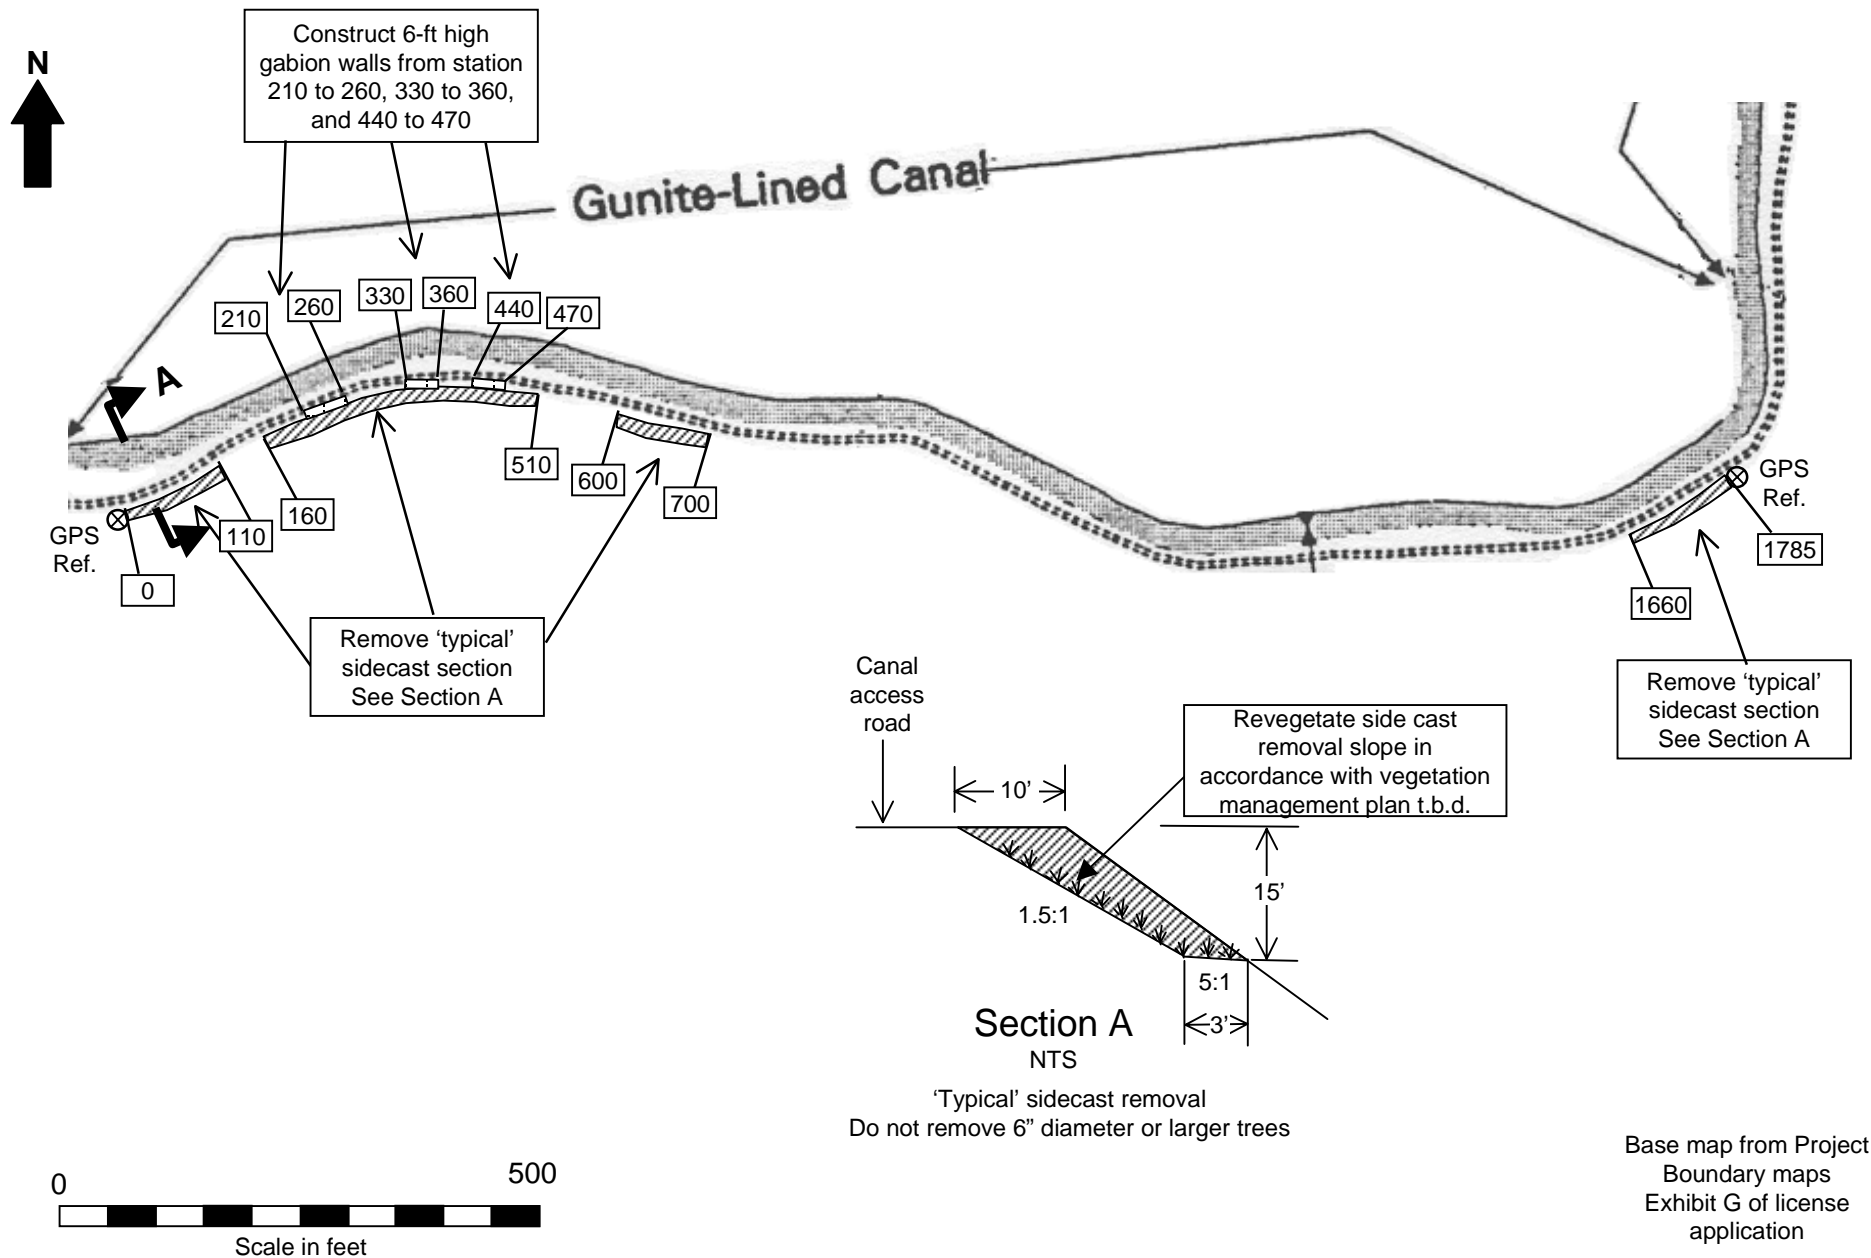 N
Construct 6-ft high
gabion walls from station
210 to 260, 330 to 360,
and 440 to 470
Gunite-Lined Canal
210
260
330
360
440
470
A
GPS
Ref.
0
110
160
510
600
700
GPS
Ref.
1785
1660
Remove ‘typical’
sidecast section
See Section A
Remove ‘typical’
sidecast section
See Section A
Canal
access
road
Revegetate side cast
removal slope in
accordance with vegetation
management plan t.b.d.
10’
15’
1.5:1
5:1
3’
Section A
NTS
‘Typical’ sidecast removal
Do not remove 6” diameter or larger trees
0
500
Scale in feet
Base map from Project
Boundary maps
Exhibit G of license
application